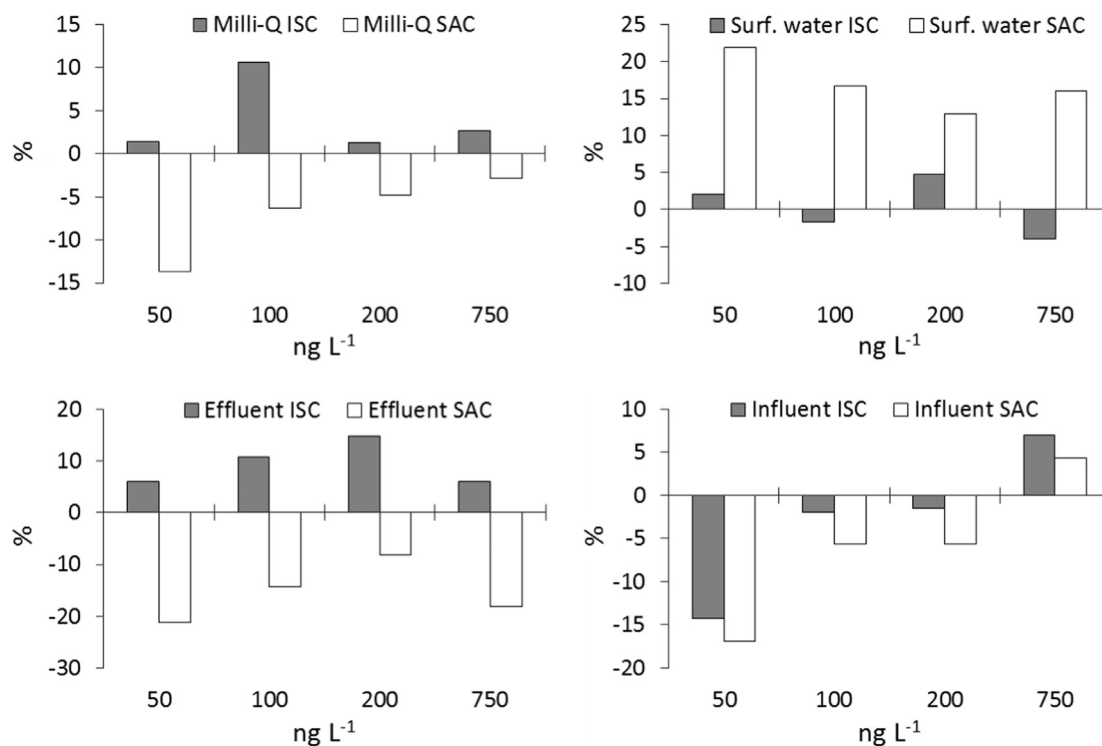 Milli-Q ISC Milli-Q SAC
15
10
5
0
-5
-10
-15
%
50 100 200 750
ng L⁻¹
Surf. water ISC Surf. water SAC
25
20
15
10
5
0
-5
-10
%
50 100 200 750
ng L⁻¹
Effluent ISC Effluent SAC
20
10
0
-10
-20
-30
%
50 100 200 750
ng L⁻¹
Influent ISC Influent SAC
10
5
0
-5
-10
-15
-20
%
50 100 200 750
ng L⁻¹